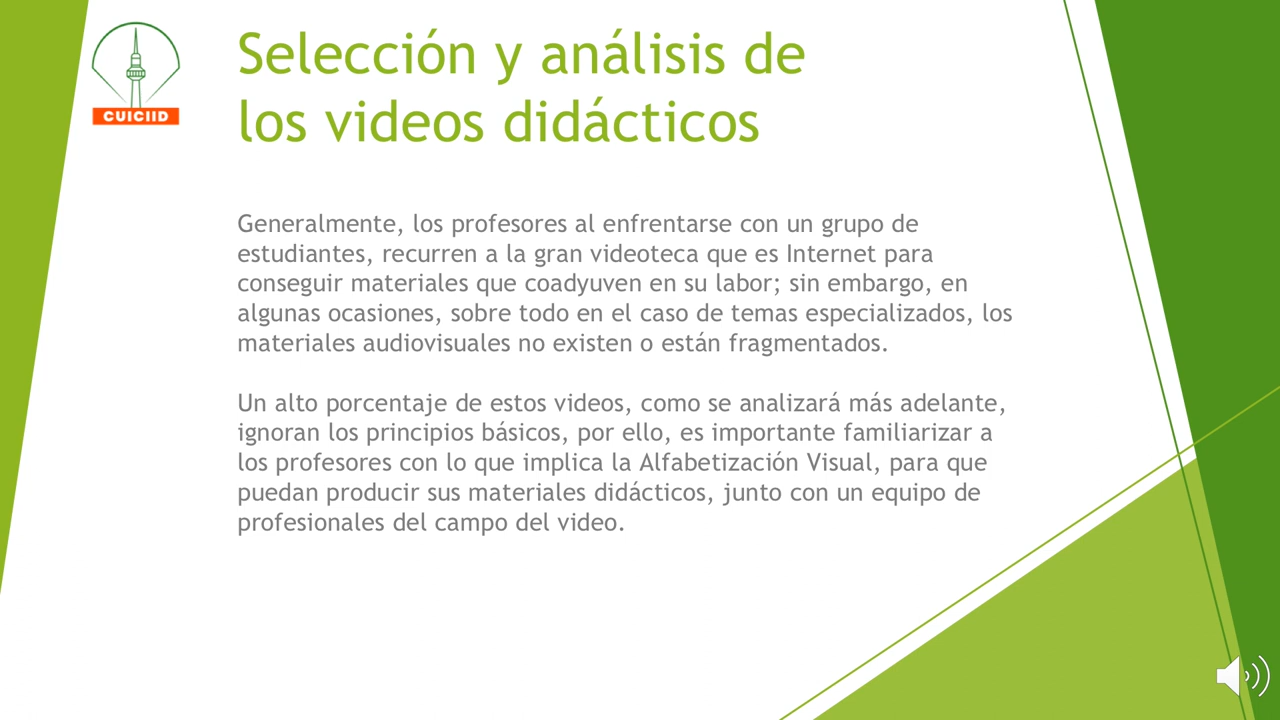 CUICIID
Selección y análisis de
los videos didácticos
Generalmente, los profesores al enfrentarse con un grupo de
estudiantes, recurren a la gran videoteca que es Internet para
conseguir materiales que coadyuven en su labor; sin embargo, en
algunas ocasiones, sobre todo en el caso de temas especializados, los
materiales audiovisuales no existen o están fragmentados.
Un alto porcentaje de estos videos, como se analizará más adelante,
ignoran los principios básicos, por ello, es importante familiarizar a
los profesores con lo que implica la Alfabetización Visual, para que
puedan producir sus materiales didácticos, junto con un equipo de
profesionales del campo del video.